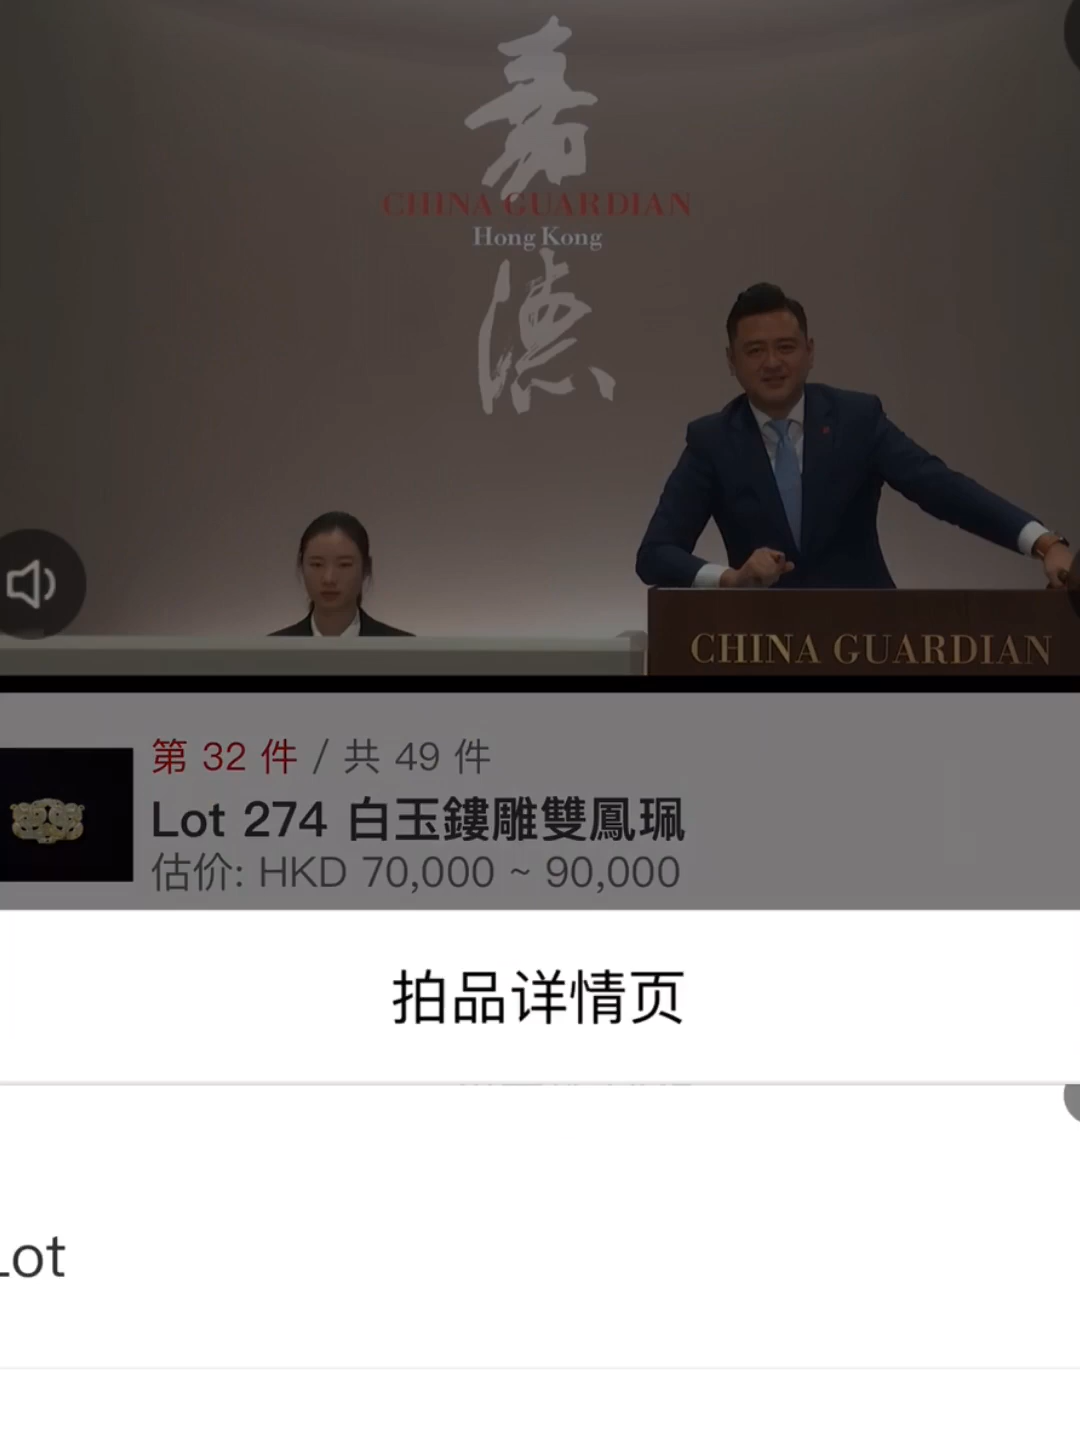 嘉
CHINA GUARDIAN
Hong Kong
德
CHINA GUARDIAN
第 32 件 / 共 49 件
Lot 274 白玉鏤雕雙鳳珮
估价: HKD 70,000 ~ 90,000
拍品详情页
Lot